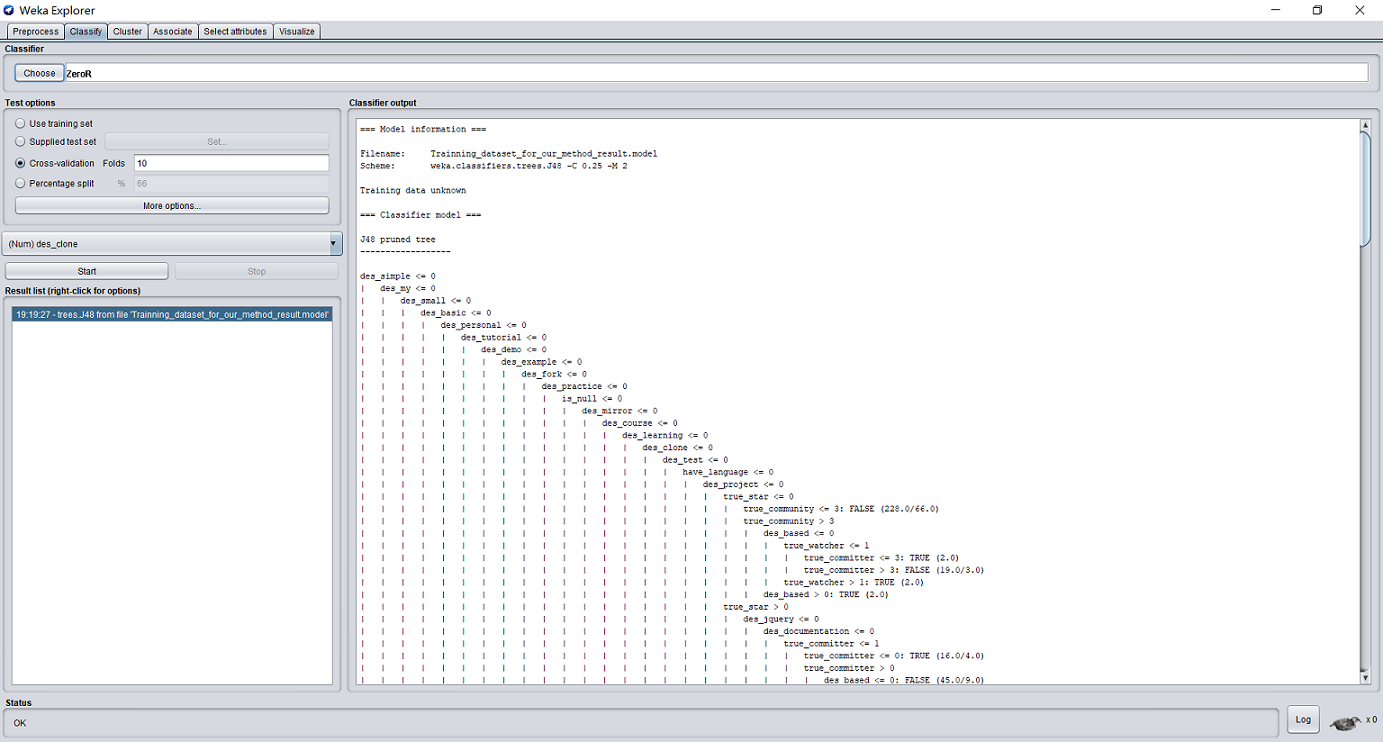 Weka Explorer
Preprocess Classify Cluster Associate Select attributes Visualize
Classifier
Choose ZeroR
Test options
Use training set
Supplied test set Set...
Cross-validation Folds 10
Percentage split % 66
More options...
(Num) des_clone
Start Stop
Result list (right-click for options)
19:19:27 - trees.J48 from file 'Trainning_dataset_for_our_method_result.model'
Classifier output
=== Model information ===
Filename: Trainning_dataset_for_our_method_result.model
Scheme: weka.classifiers.trees.J48 -C 0.25 -M 2
Training data unknown
=== Classifier model ===
J48 pruned tree
------------------
des_simple <= 0
| des_my <= 0
| | des_small <= 0
| | | des_basic <= 0
| | | | des_personal <= 0
| | | | | des_tutorial <= 0
| | | | | | des_demo <= 0
| | | | | | | des_example <= 0
| | | | | | | | des_fork <= 0
| | | | | | | | | des_practice <= 0
| | | | | | | | | | is_null <= 0
| | | | | | | | | | | des_mirror <= 0
| | | | | | | | | | | | des_course <= 0
| | | | | | | | | | | | | des_learning <= 0
| | | | | | | | | | | | | | des_clone <= 0
| | | | | | | | | | | | | | | des_test <= 0
| | | | | | | | | | | | | | | | have_language <= 0
| | | | | | | | | | | | | | | | | des_project <= 0
| | | | | | | | | | | | | | | | | | true_star <= 0
| | | | | | | | | | | | | | | | | | | true_community <= 3: FALSE (228.0/66.0)
| | | | | | | | | | | | | | | | | | | true_community > 3
| | | | | | | | | | | | | | | | | | | | des_based <= 0
| | | | | | | | | | | | | | | | | | | | | true_watcher <= 1
| | | | | | | | | | | | | | | | | | | | | | true_committer <= 3: TRUE (2.0)
| | | | | | | | | | | | | | | | | | | | | | true_committer > 3: FALSE (19.0/3.0)
| | | | | | | | | | | | | | | | | | | | | true_watcher > 1: TRUE (2.0)
| | | | | | | | | | | | | | | | | | | | des_based > 0: TRUE (2.0)
| | | | | | | | | | | | | | | | | | true_star > 0
| | | | | | | | | | | | | | | | | | | des_jquery <= 0
| | | | | | | | | | | | | | | | | | | | des_documentation <= 0
| | | | | | | | | | | | | | | | | | | | | true_committer <= 1
| | | | | | | | | | | | | | | | | | | | | | true_committer <= 0: TRUE (16.0/4.0)
| | | | | | | | | | | | | | | | | | | | | | true_committer > 0
| | | | | | | | | | | | | | | | | | | | | | | des_based <= 0: FALSE (45.0/9.0)
Status
OK
Log
x 0